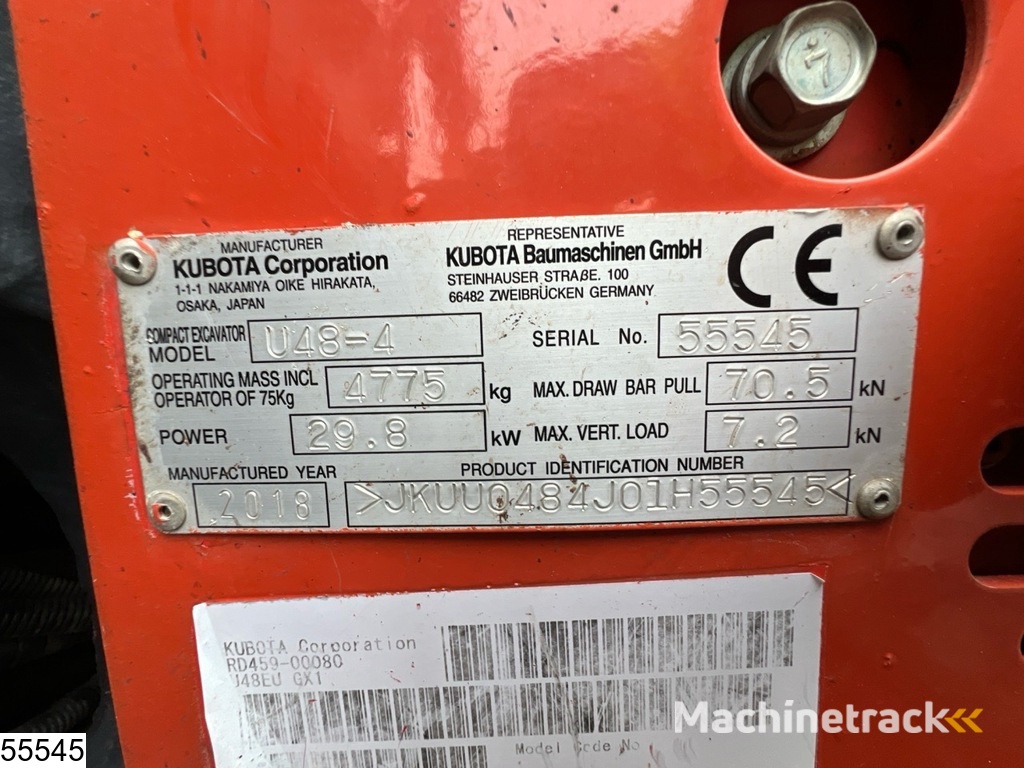 MANUFACTURER
KUBOTA Corporation
1-1-1 NAKAMIYA OIKE HIRAKATA,
OSAKA, JAPAN
REPRESENTATIVE
KUBOTA Baumaschinen GmbH
STEINHAUSER STRAßE. 100
66482 ZWEIBRÜCKEN GERMANY
CE
COMPACT EXCAVATOR
MODEL U48-4
SERIAL No. 55545
OPERATING MASS INCL
OPERATOR OF 75Kg 4775 kg
MAX. DRAW BAR PULL 70.5 kN
POWER 29.8 kW
MAX. VERT. LOAD 7.2 kN
MANUFACTURED YEAR
2018
PRODUCT IDENTIFICATION NUMBER
>JKUU0484J01H55545<
7
KUBOTA Corporation
RD459-00080
U48EU GX1
Model Code No
Machinetrack
55545